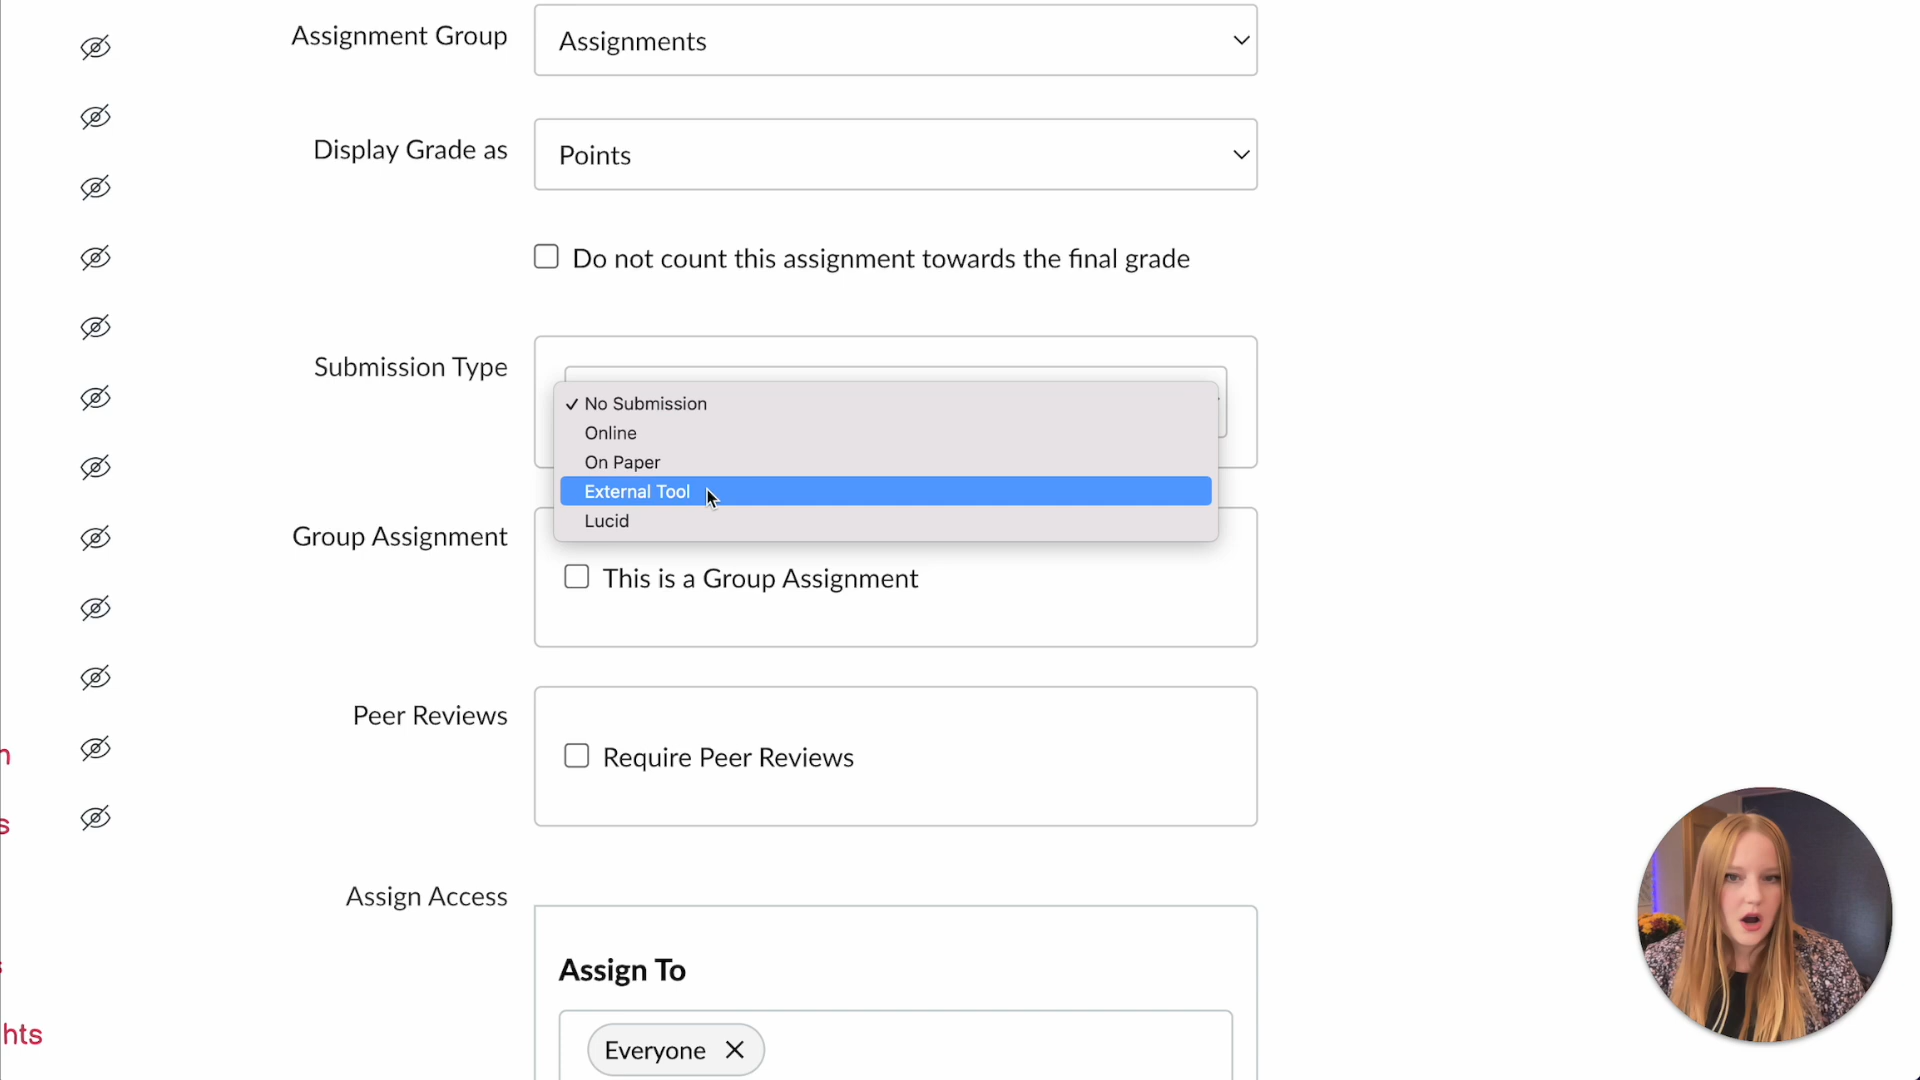 Assignment Group
Assignments
Display Grade as
Points
Do not count this assignment towards the final grade
Submission Type
No Submission
Online
On Paper
External Tool
Lucid
Group Assignment
This is a Group Assignment
Peer Reviews
Require Peer Reviews
Assign Access
Assign To
Everyone
hts